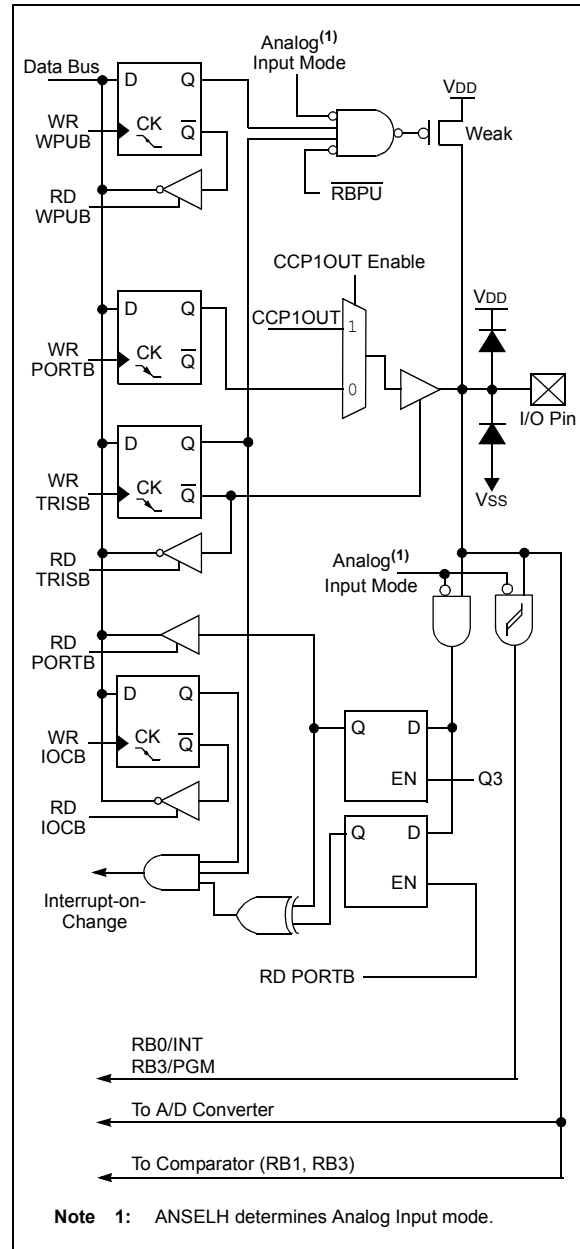 Analog(1)
Input Mode
Data Bus
D Q
CK
Q
WR
WPUB
RD
WPUB
VDD
Weak
RBPU
CCP1OUT Enable
CCP1OUT
1
0
D Q
CK
Q
WR
PORTB
VDD
I/O Pin
VSS
D Q
CK
Q
WR
TRISB
RD
TRISB
Analog(1)
Input Mode
RD
PORTB
D Q
CK
Q
WR
IOCB
RD
IOCB
Q D
EN
Q3
Q D
EN
Interrupt-on-
Change
RD PORTB
RB0/INT
RB3/PGM
To A/D Converter
To Comparator (RB1, RB3)
Note 1: ANSELH determines Analog Input mode.